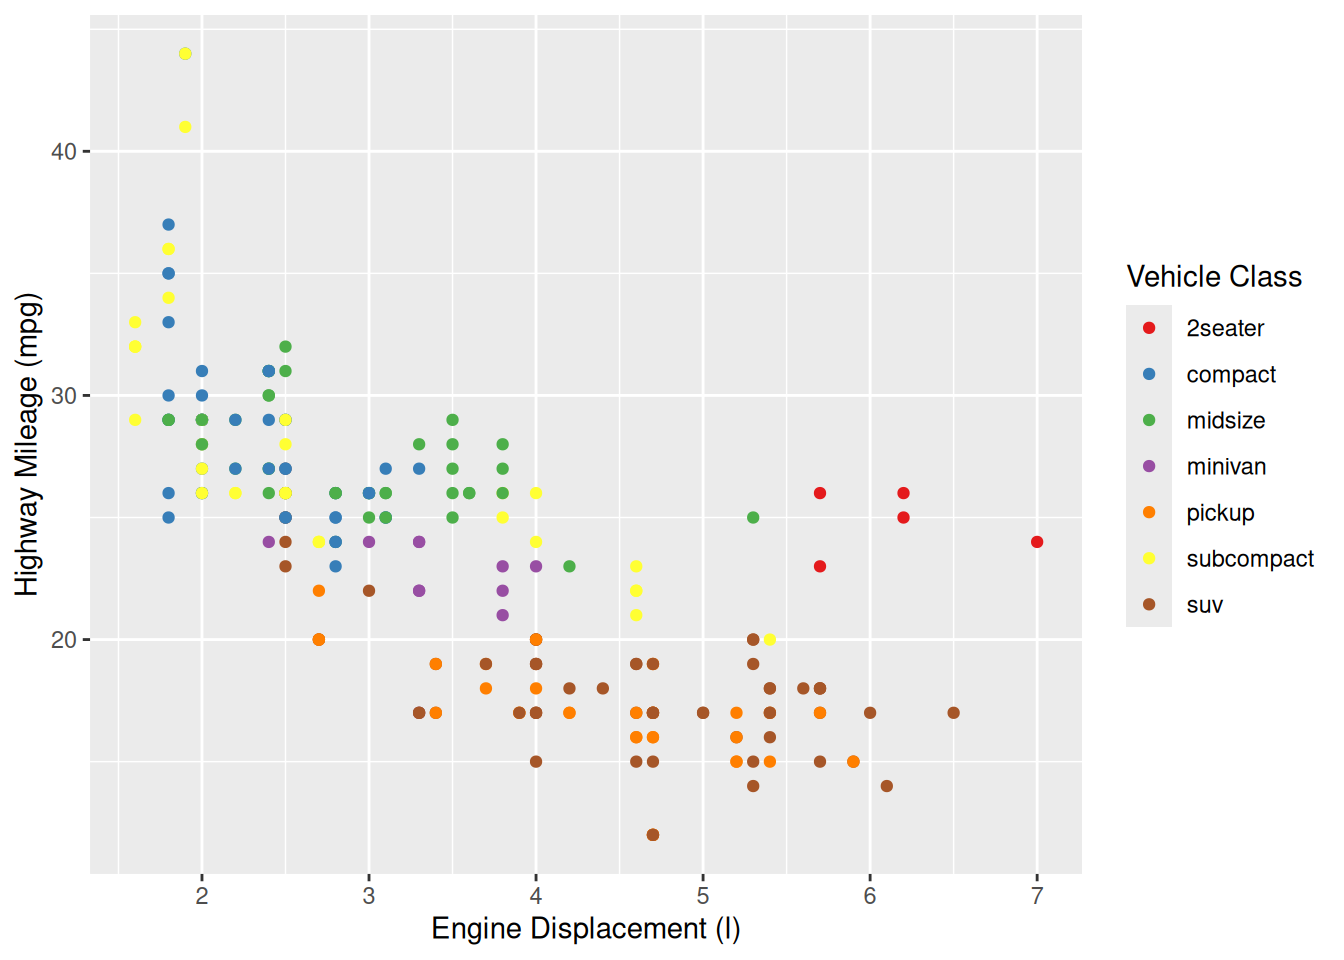 40
30
20
Highway Mileage (mpg)
2 3 4 5 6 7
Engine Displacement (l)
Vehicle Class
2seater
compact
midsize
minivan
pickup
subcompact
suv